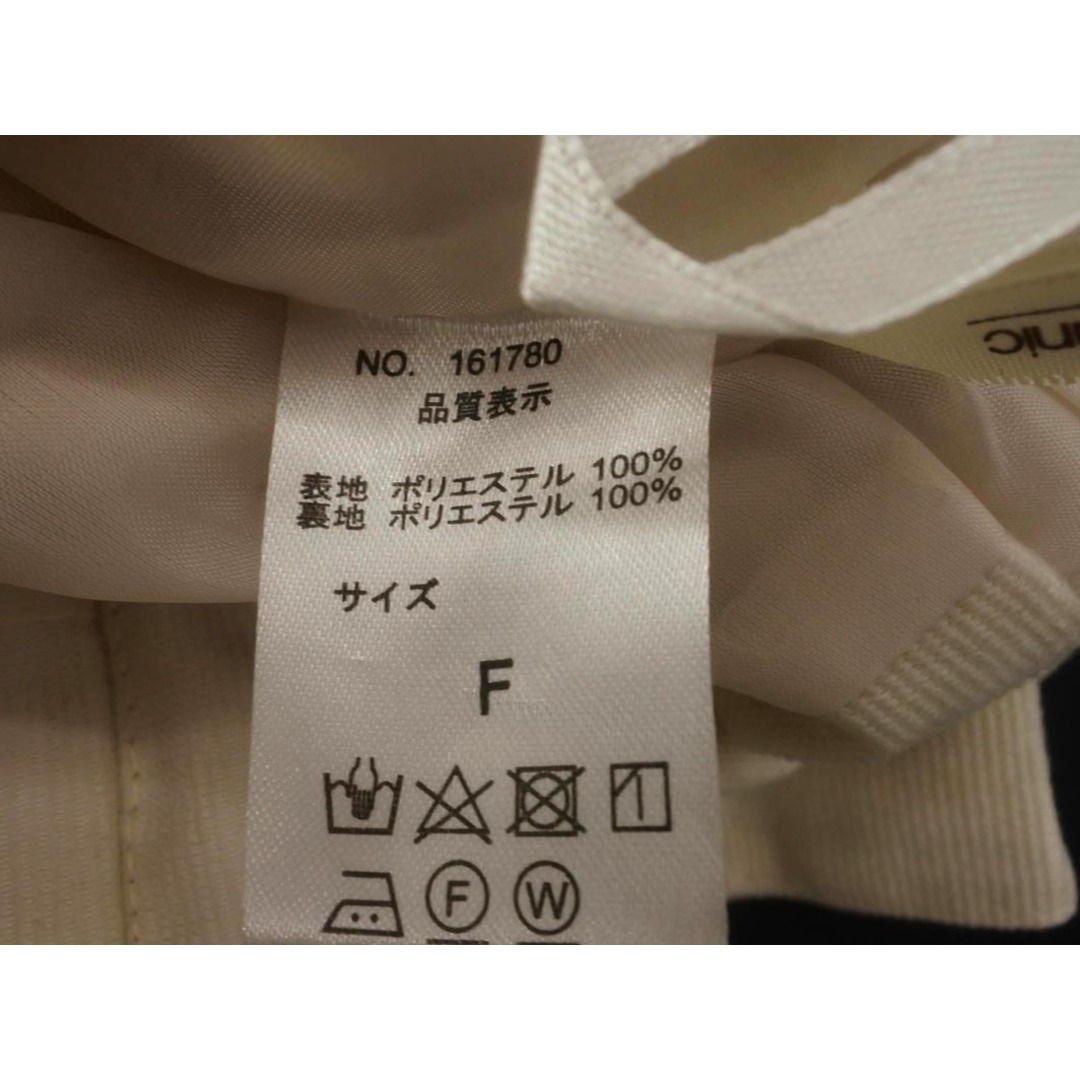 NO. 161780
品質表示
表地 ポリエステル 100%
裏地 ポリエステル 100%
サイズ
F
F
W